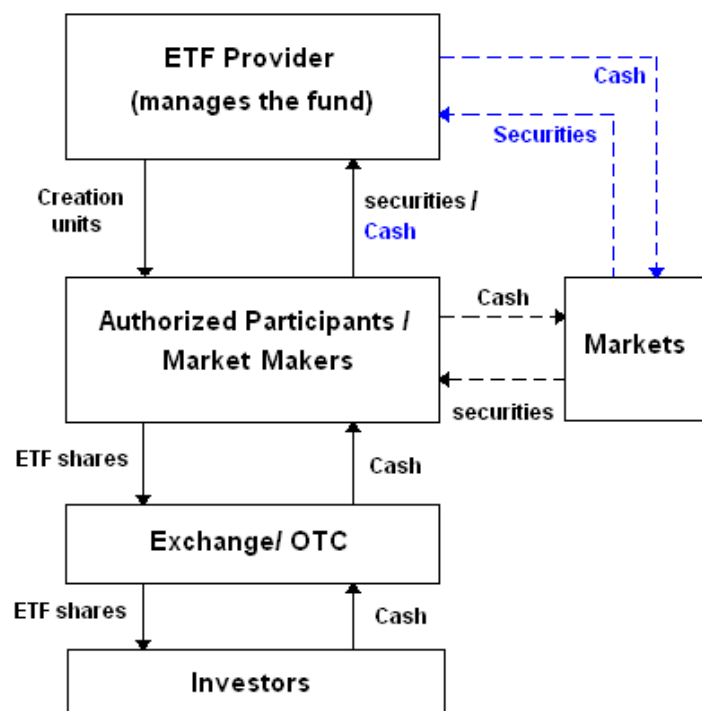 ETF Provider
(manages the fund)
Cash
Securities
Creation
units
securities /
Cash
Authorized Participants /
Market Makers
Cash
Markets
securities
ETF shares
Cash
Exchange/ OTC
ETF shares
Cash
Investors